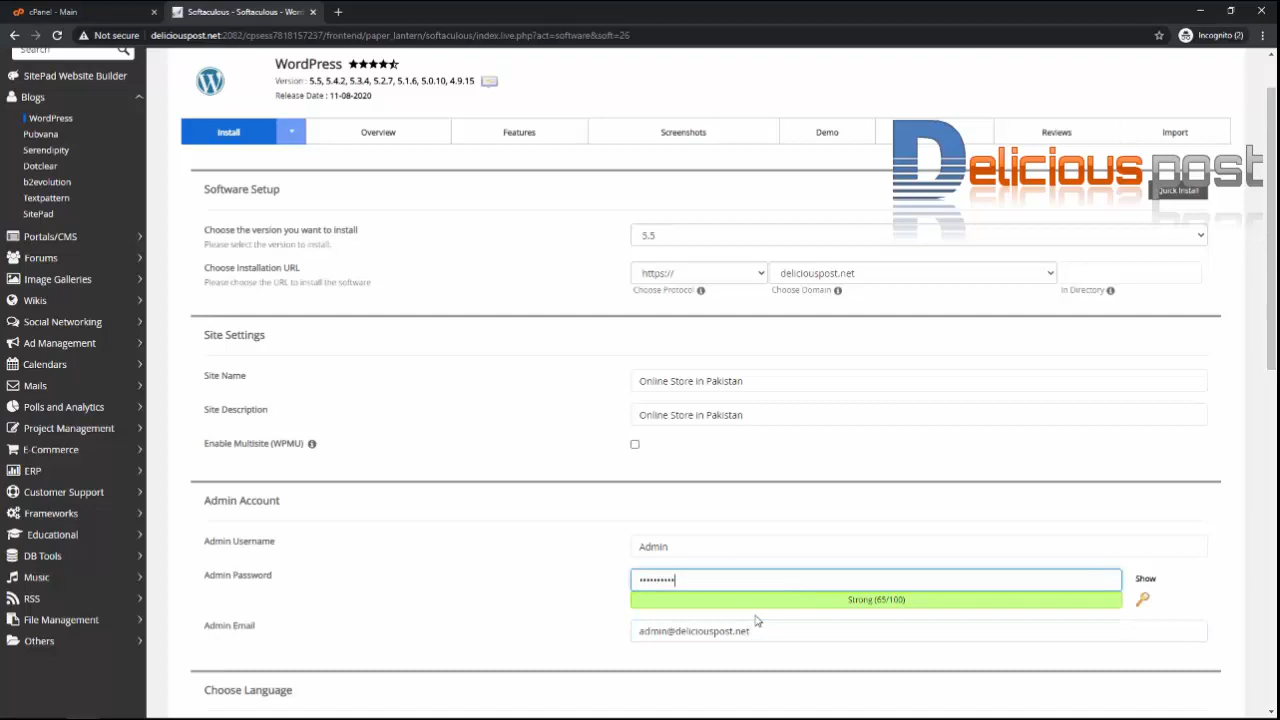 cPanel - Main
Softaculous - Softaculous - Wor
Not secure
deliciouspost.net:2082/cpsess7818157237/frontend/paper_lantern/softaculous/index.live.php?act=software&soft=26
Incognito (2)
Search
SitePad Website Builder
Blogs
WordPress
Pubvana
Serendipity
Dotclear
b2evolution
Textpattern
SitePad
Portals/CMS
Forums
Image Galleries
Wikis
Social Networking
Ad Management
Calendars
Mails
Polls and Analytics
Project Management
E-Commerce
ERP
Customer Support
Frameworks
Educational
DB Tools
Music
RSS
File Management
Others
WordPress
Version : 5.5, 5.4.2, 5.3.4, 5.2.7, 5.1.6, 5.0.10, 4.9.15
Release Date : 11-08-2020
Install
Overview
Features
Screenshots
Demo
Reviews
Import
Delicious post
Software Setup
Quick Install
Choose the version you want to install
Please select the version to install.
5.5
Choose Installation URL
Please choose the URL to install the software
https://
deliciouspost.net
Choose Protocol
Choose Domain
In Directory
Site Settings
Site Name
Online Store in Pakistan
Site Description
Online Store in Pakistan
Enable Multisite (WPMU)
Admin Account
Admin Username
Admin
Admin Password
Show
Strong (65/100)
Admin Email
admin@deliciouspost.net
Choose Language